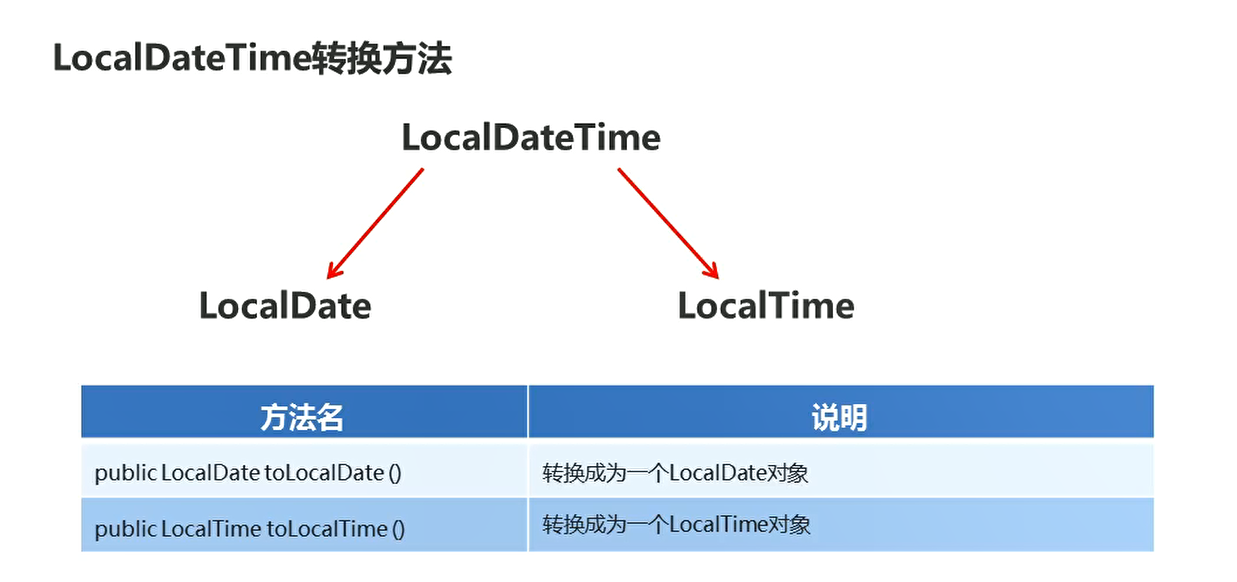 LocalDateTime转换方法
LocalDateTime
LocalDate
LocalTime
方法名
说明
public LocalDate toLocalDate ()
转换成为一个LocalDate对象
public LocalTime toLocalTime ()
转换成为一个LocalTime对象